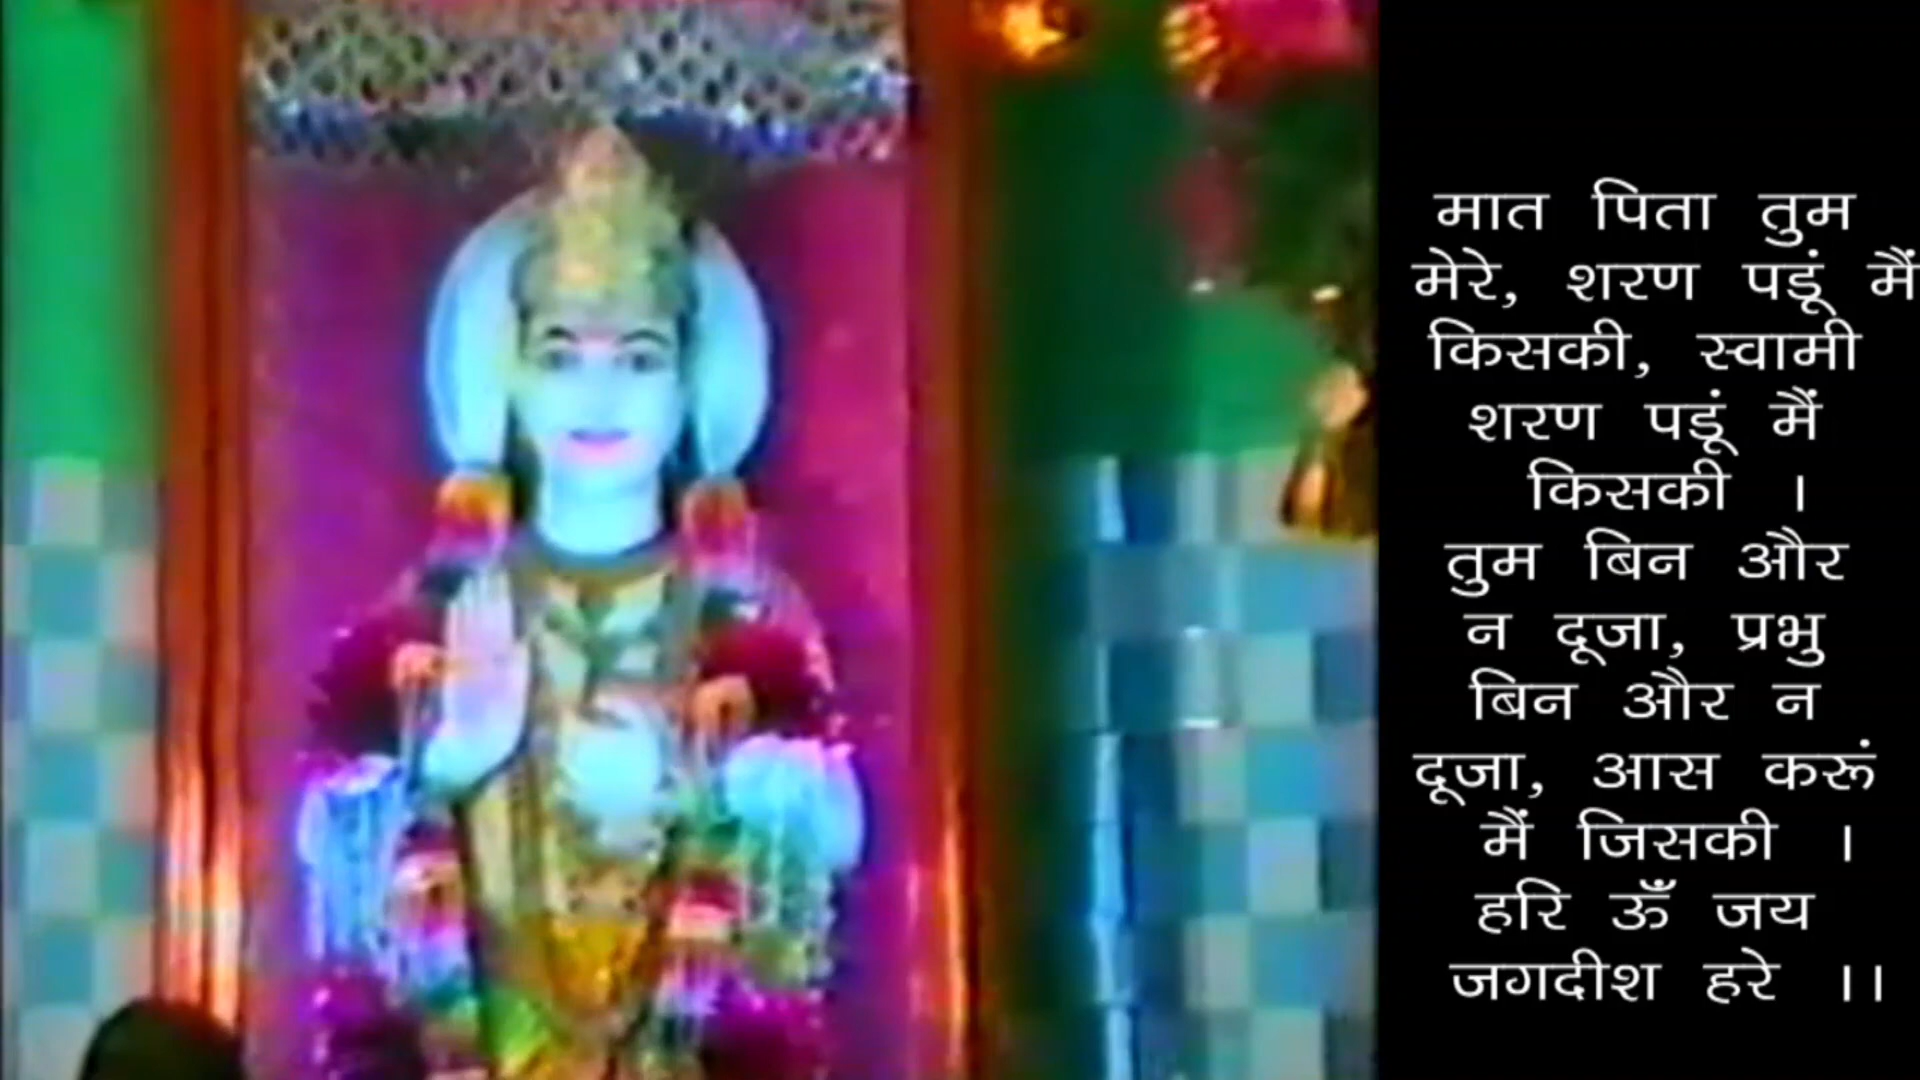 मात पिता तुम
मेरे, शरण पडूं मैं
किसकी, स्वामी
शरण पडूं मैं
किसकी ।
तुम बिन और
न दूजा, प्रभु
बिन और न
दूजा, आस करूं
मैं जिसकी ।
हरि ऊँ जय
जगदीश हरे ।।